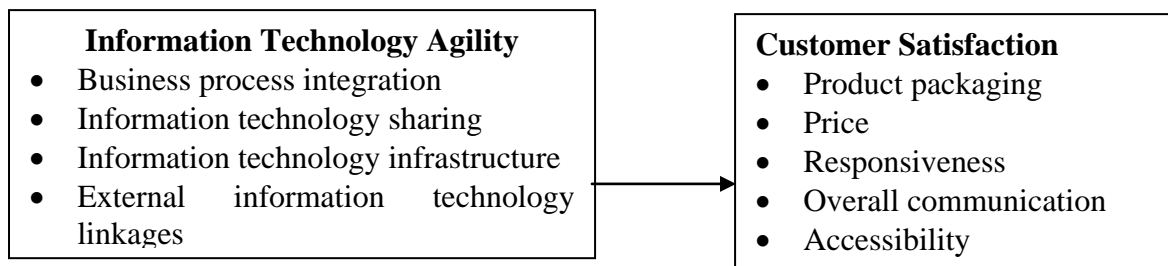 Information Technology Agility
• Business process integration
• Information technology sharing
• Information technology infrastructure
• External information technology
linkages
Customer Satisfaction
• Product packaging
• Price
• Responsiveness
• Overall communication
• Accessibility